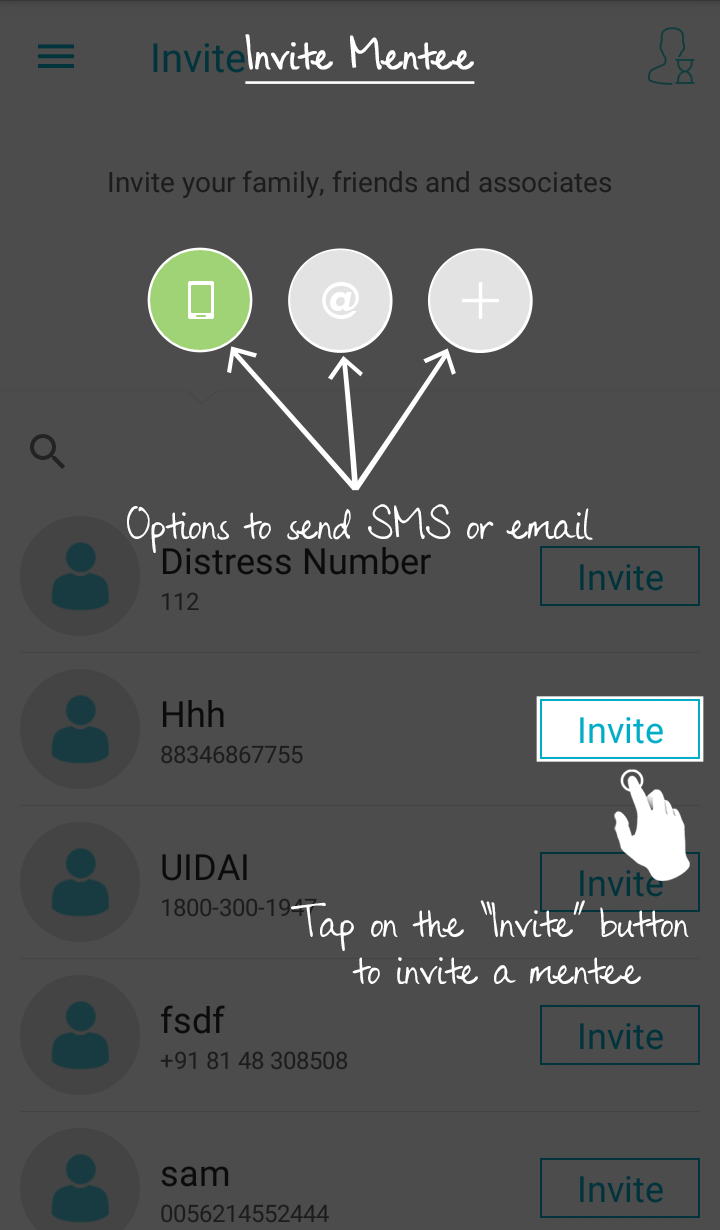 Invite
Invite Mentee
Invite your family, friends and associates
@
Options to send SMS or email
Distress Number
112
Invite
Hhh
88346867755
Invite
UIDAI
1800-300-1947
Invite
Tap on the "Invite" button
to invite a mentee
fsdf
+91 81 48 308508
Invite
sam
0056214552444
Invite